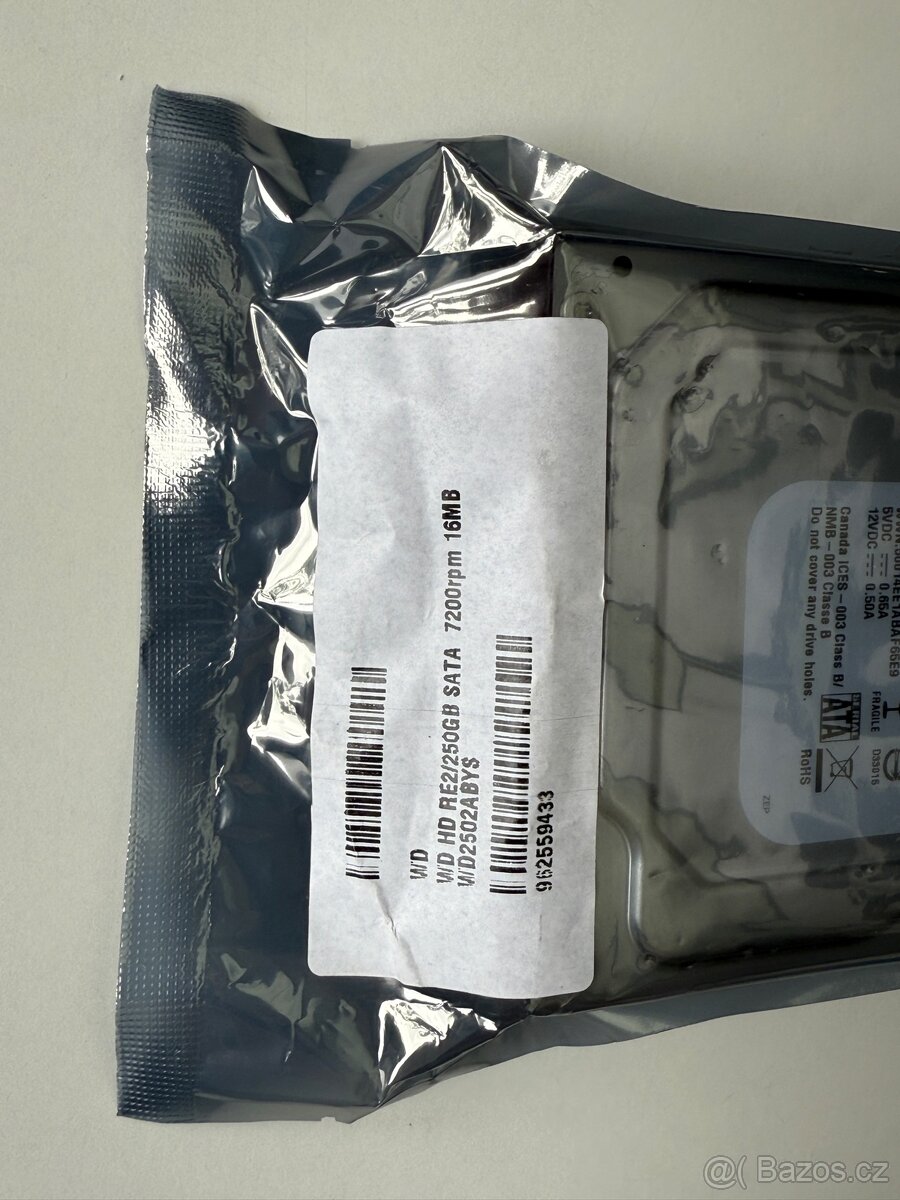 WD
WD HD RE2/250GB SATA 7200rpm 16MB
WD2502ABYS
962559433
5VDC 0.65A
12VDC 0.50A
Canada ICES-003 Class B/
NMB-003 Classe B
Do not cover any drive holes.
FRAGILE
D33016
ATA
RoHS
Bazos.cz